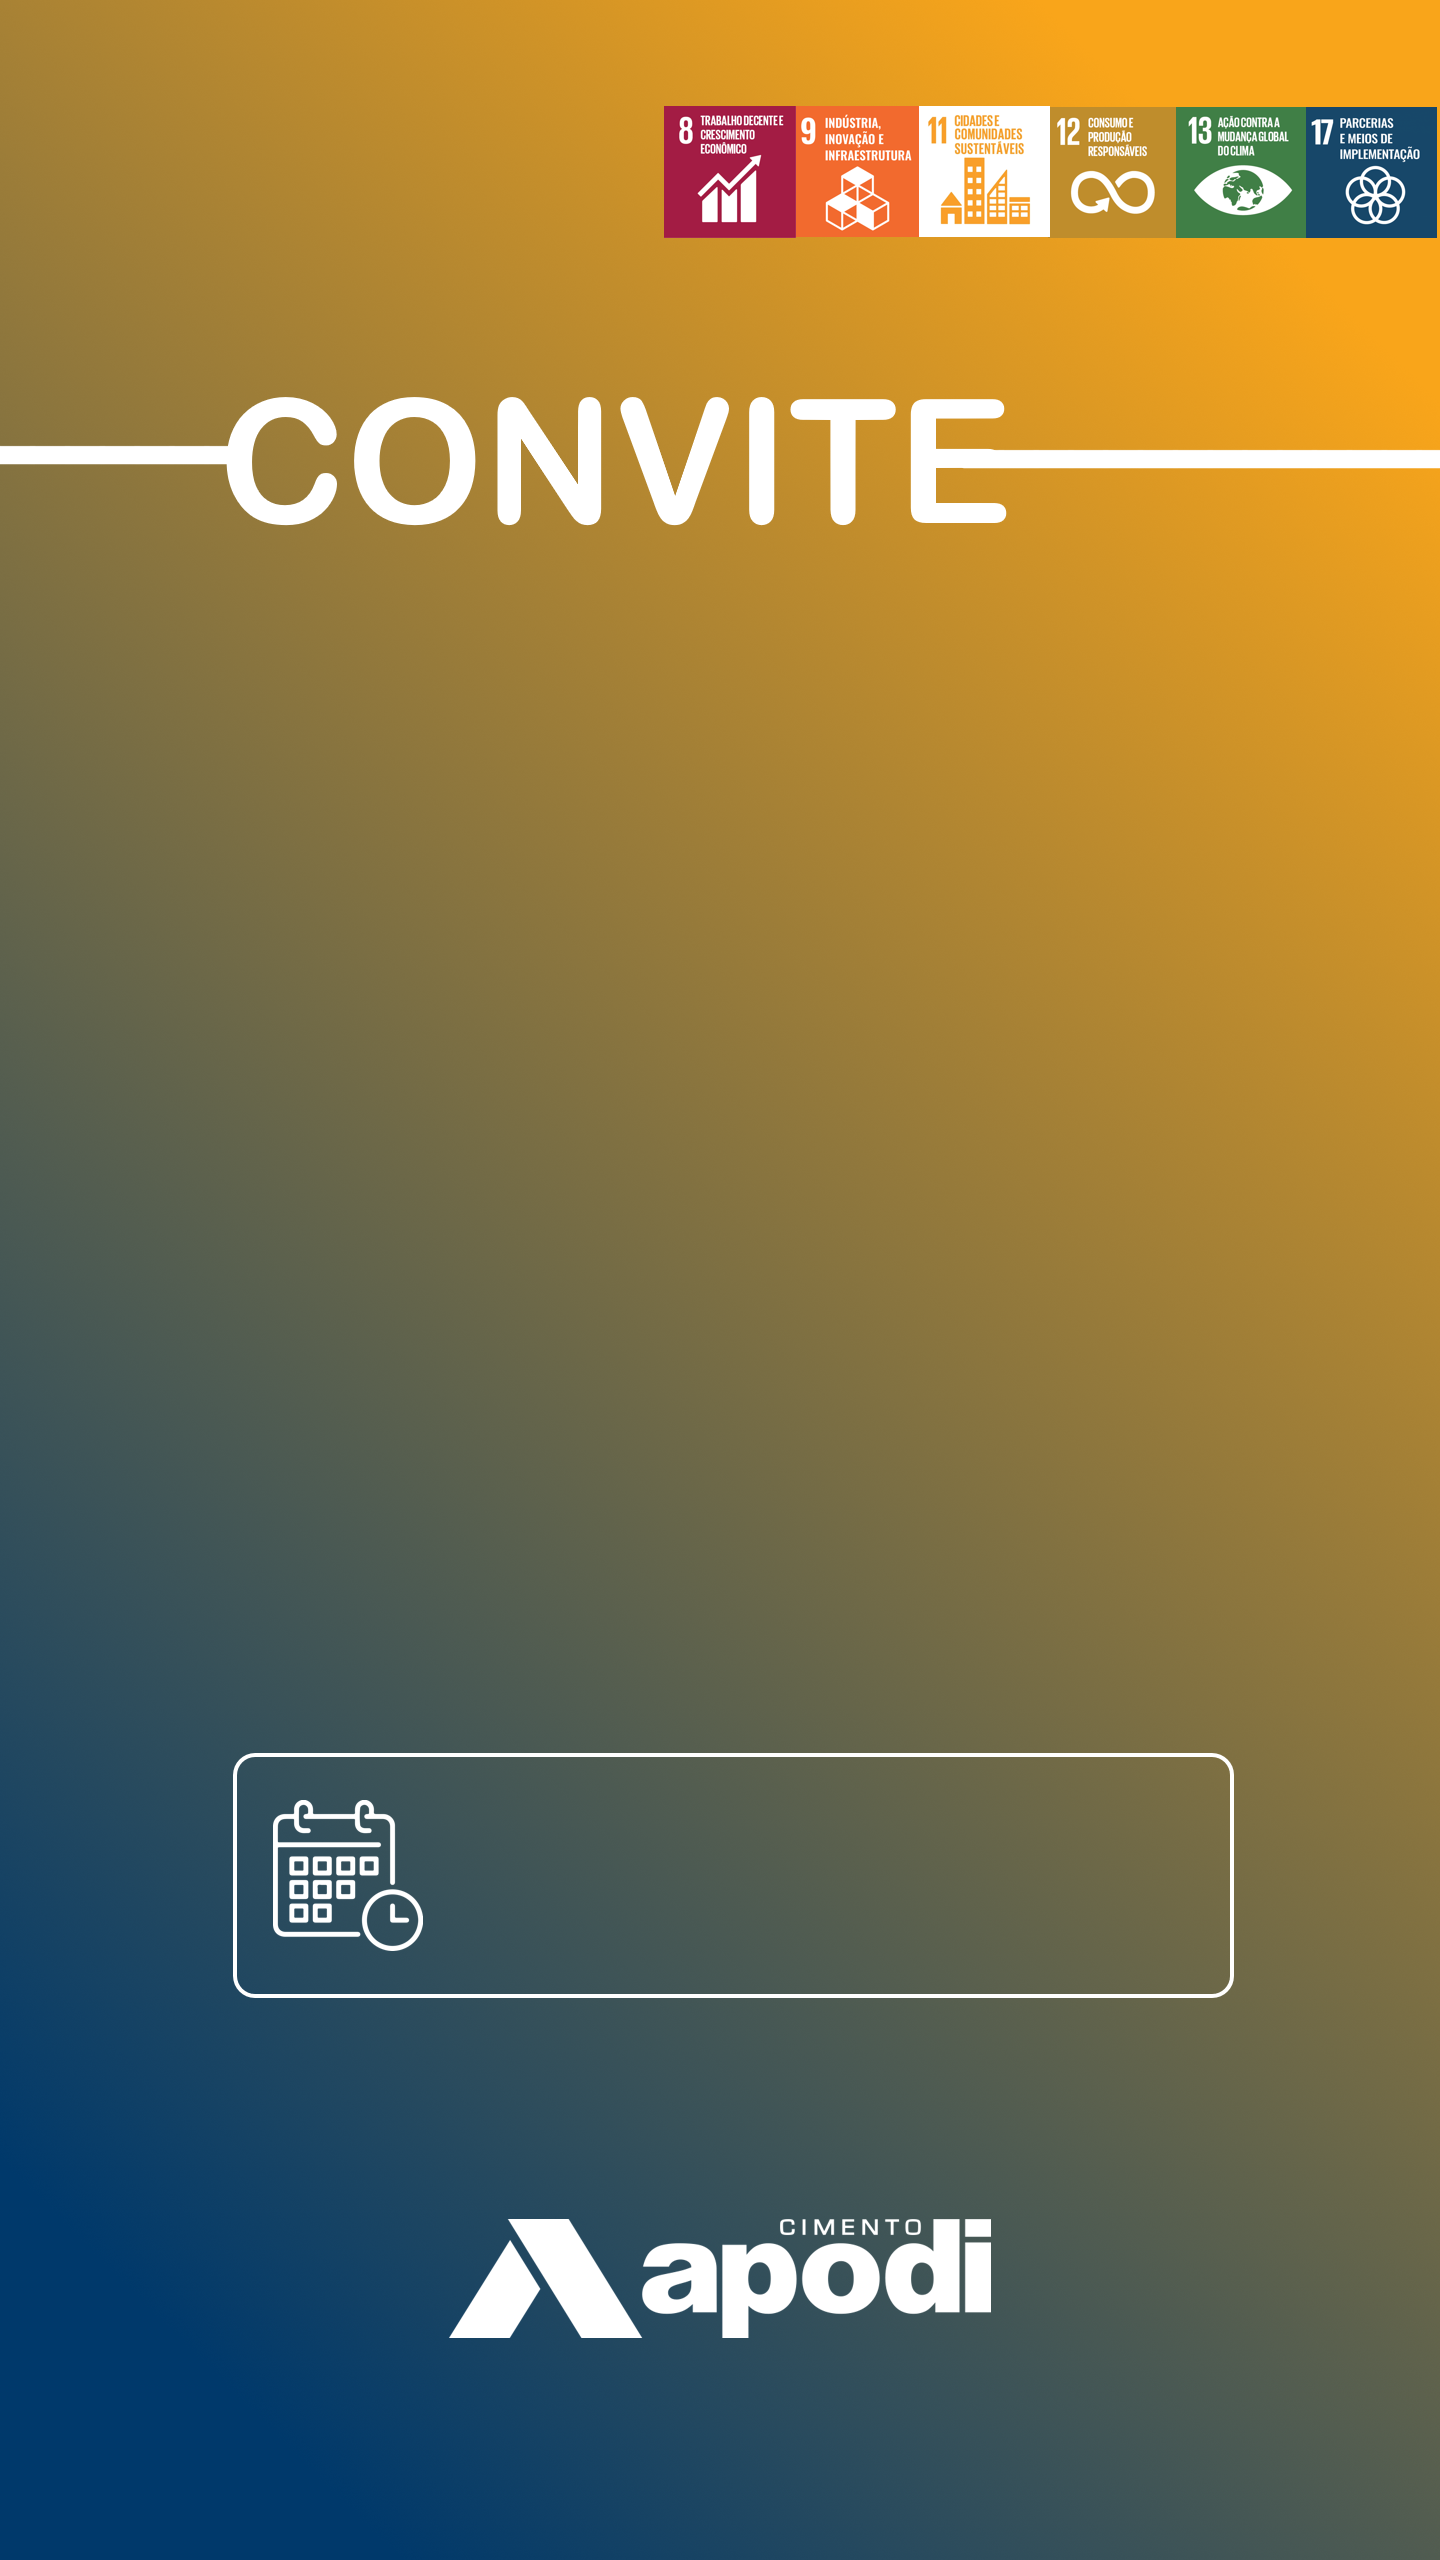 8
TRABALHO DECENTE E
CRESCIMENTO
ECONÔMICO
9
INDÚSTRIA,
INOVAÇÃO E
INFRAESTRUTURA
11
CIDADES E
COMUNIDADES
SUSTENTÁVEIS
12
CONSUMO E
PRODUÇÃO
RESPONSÁVEIS
13
AÇÃO CONTRA A
MUDANÇA GLOBAL
DO CLIMA
17
PARCERIAS
E MEIOS DE
IMPLEMENTAÇÃO
CONVITE
CIMENTO
apodi